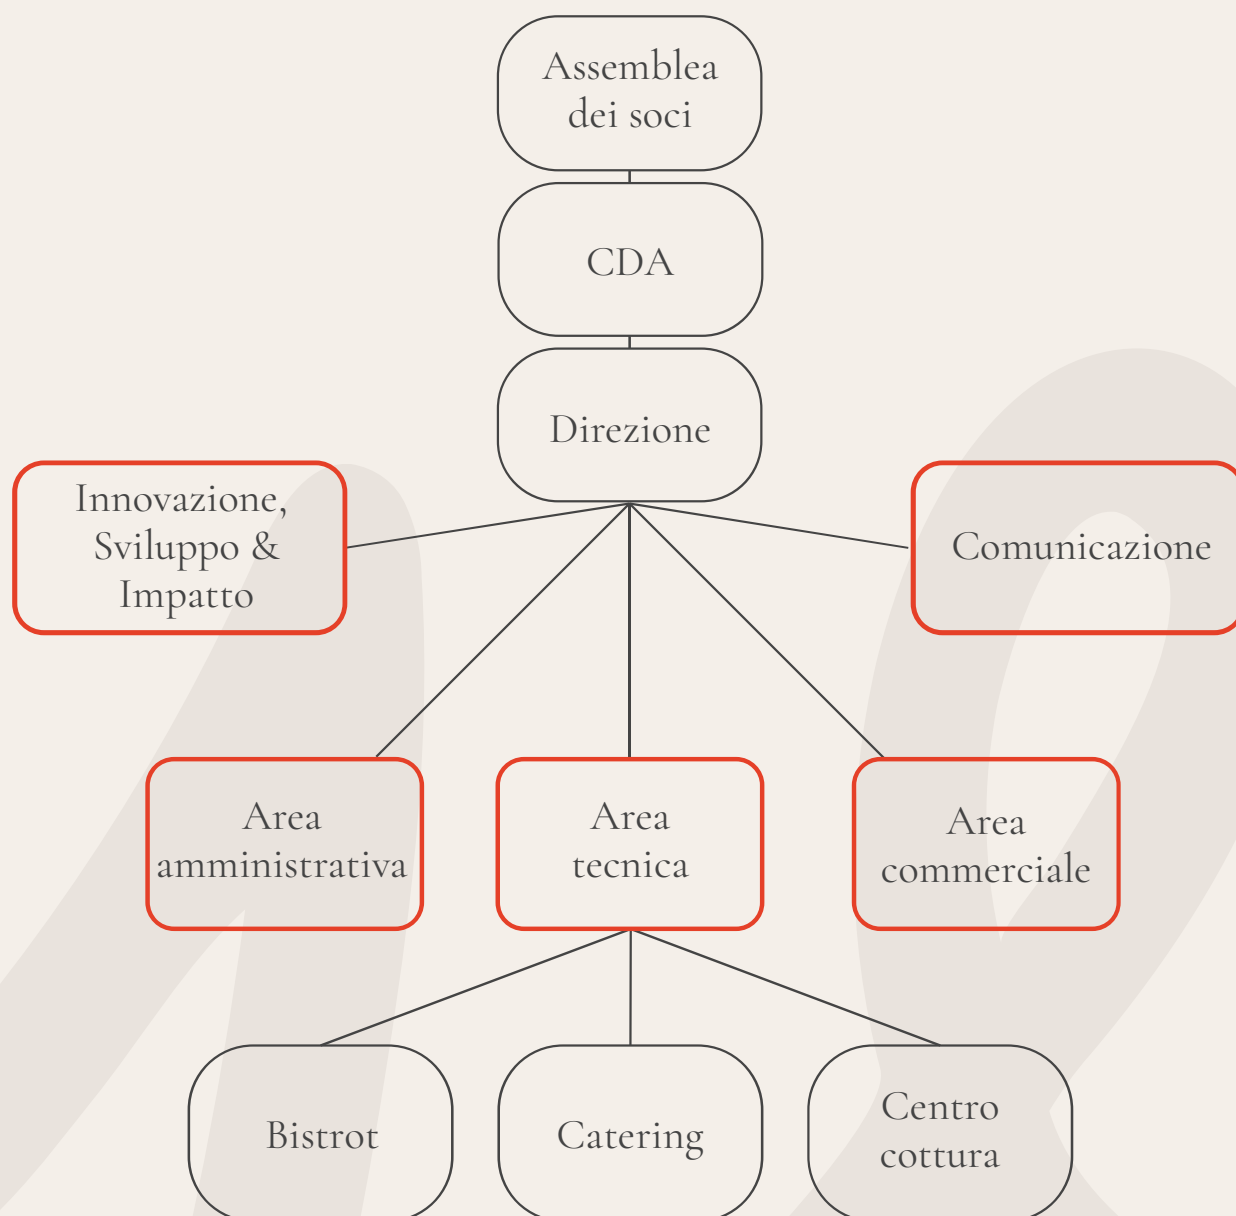 Assemblea
dei soci
CDA
Direzione
Innovazione,
Sviluppo &
Impatto
Comunicazione
Area
amministrativa
Area
tecnica
Area
commerciale
Bistrot
Catering
Centro
cottura